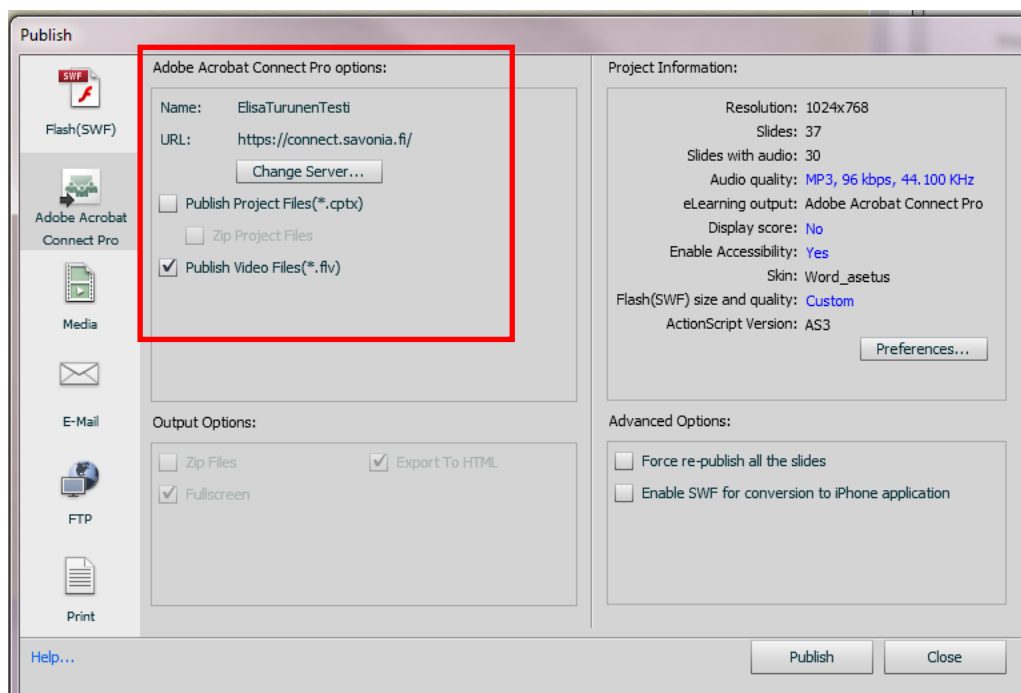 Publish
SWF
Flash(SWF)
Adobe Acrobat
Connect Pro
Media
E-Mail
FTP
Print
Adobe Acrobat Connect Pro options:
Name: ElisaTurunenTesti
URL: https://connect.savonia.fi/
Change Server...
Publish Project Files(*.cptx)
Zip Project Files
Publish Video Files(*.flv)
Output Options:
Zip Files
Export To HTML
Fullscreen
Project Information:
Resolution: 1024x768
Slides: 37
Slides with audio: 30
Audio quality: MP3, 96 kbps, 44.100 KHz
eLearning output: Adobe Acrobat Connect Pro
Display score: No
Enable Accessibility: Yes
Skin: Word_asetus
Flash(SWF) size and quality: Custom
ActionScript Version: AS3
Preferences...
Advanced Options:
Force re-publish all the slides
Enable SWF for conversion to iPhone application
Help...
Publish
Close